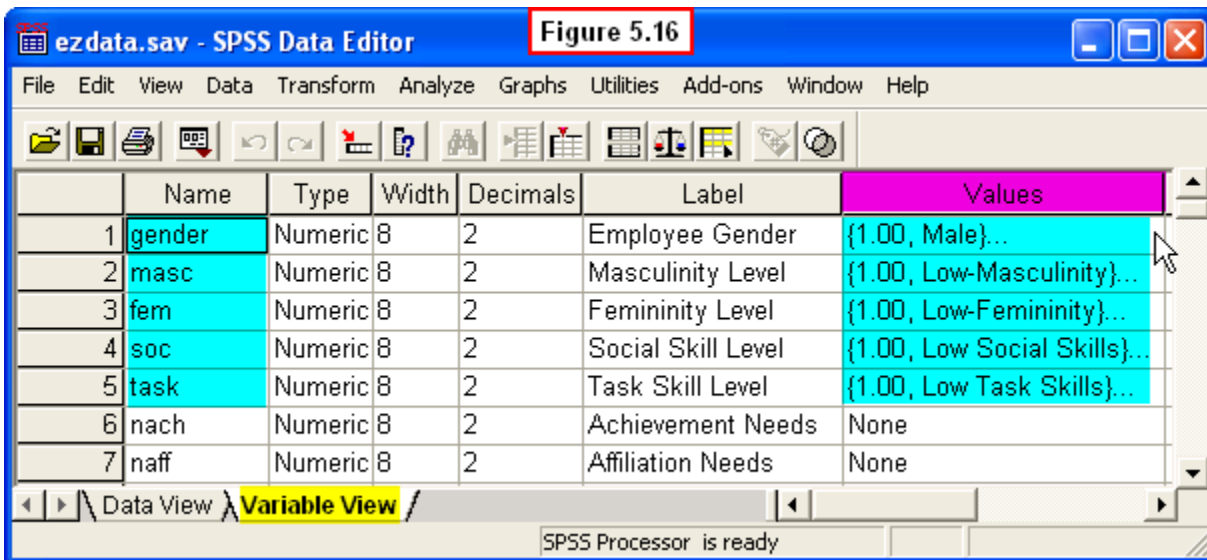 SPSS
ezdata.sav - SPSS Data Editor
Figure 5.16
File Edit View Data Transform Analyze Graphs Utilities Add-ons Window Help
Name Type Width Decimals Label Values
1 gender Numeric 8 2 Employee Gender {1.00, Male}...
2 masc Numeric 8 2 Masculinity Level {1.00, Low-Masculinity}...
3 fem Numeric 8 2 Femininity Level {1.00, Low-Femininity}...
4 soc Numeric 8 2 Social Skill Level {1.00, Low Social Skills}...
5 task Numeric 8 2 Task Skill Level {1.00, Low Task Skills}...
6 nach Numeric 8 2 Achievement Needs None
7 naff Numeric 8 2 Affiliation Needs None
Data View Variable View
SPSS Processor is ready